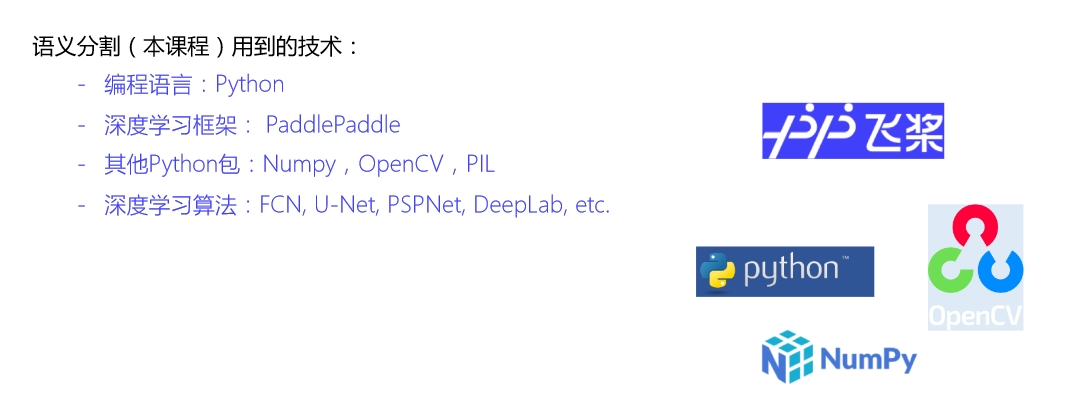 语义分割（本课程）用到的技术：
- 编程语言：Python
- 深度学习框架： PaddlePaddle
- 其他Python包：Numpy，OpenCV，PIL
- 深度学习算法：FCN, U-Net, PSPNet, DeepLab, etc.
飞桨
python™
OpenCV
NumPy